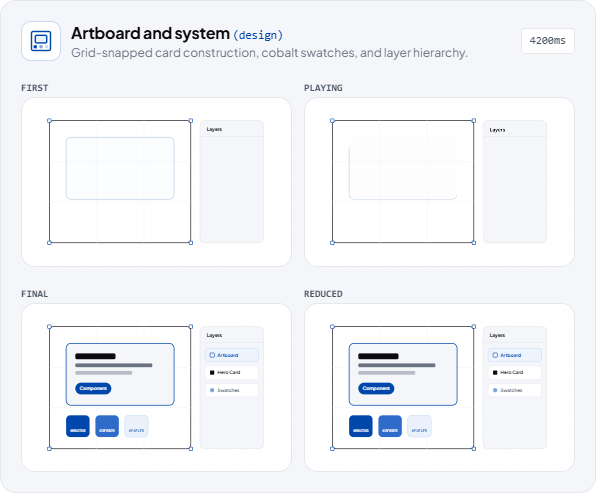 Artboard and system (design)
Grid-snapped card construction, cobalt swatches, and layer hierarchy.
4200ms
FIRST
PLAYING
Layers
Layers
FINAL
REDUCED
Layers
Artboard
Hero Card
Swatches
Component
Layers
Artboard
Hero Card
Swatches
Component